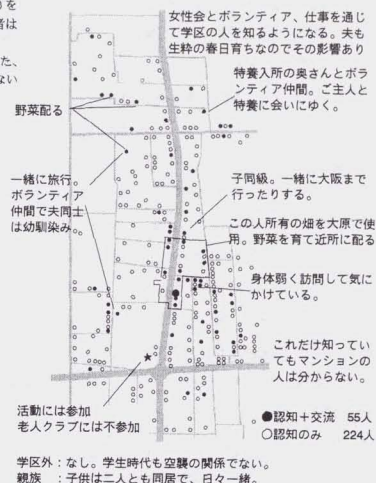 )を
者は
た、
ない
女性会とボランティア、仕事を通じ
て学区の人を知るようになる。夫も
生粋の春日育ちなのでその影響あり
特養入所の奥さんとボラ
ンティア仲間。ご主人と
特養に会いにゆく。
野菜配る
一緒に旅行
ボランティア
仲間で夫同士
は幼馴染み
子同級。一緒に大阪まで
行ったりする。
この人所有の畑を大原で使
用。野菜を育て近所に配る
身体弱く訪問して気に
かけている。
これだけ知ってい
てもマンションの
人は分からない。
活動には参加
老人クラブには不参加
●認知＋交流 55人
○認知のみ 224人
学区外：なし。学生時代も空襲の関係でない。
親族 ：子供は二人とも同居で、日々一緒。